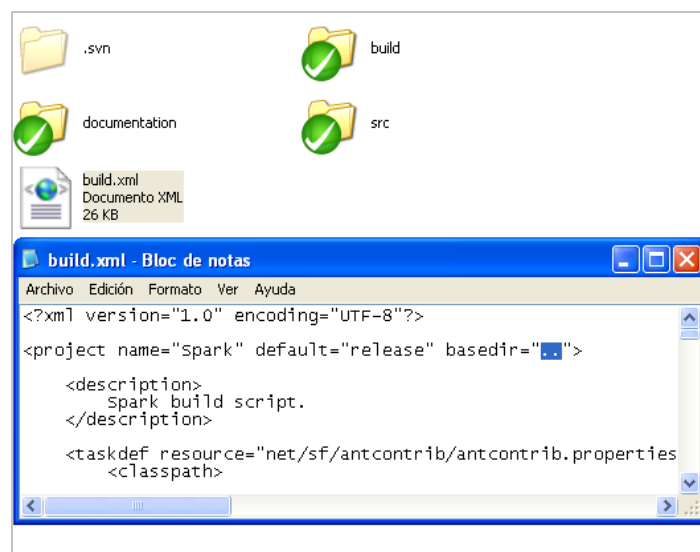 .svn
build
documentation
src
build.xml
Documento XML
26 KB
build.xml - Bloc de notas
Archivo Edición Formato Ver Ayuda
<?xml version="1.0" encoding="UTF-8"?>
<project name="Spark" default="release" basedir="..">
<description>
Spark build script.
</description>
<taskdef resource="net/sf/antcontrib/antcontrib.properties
<classpath>